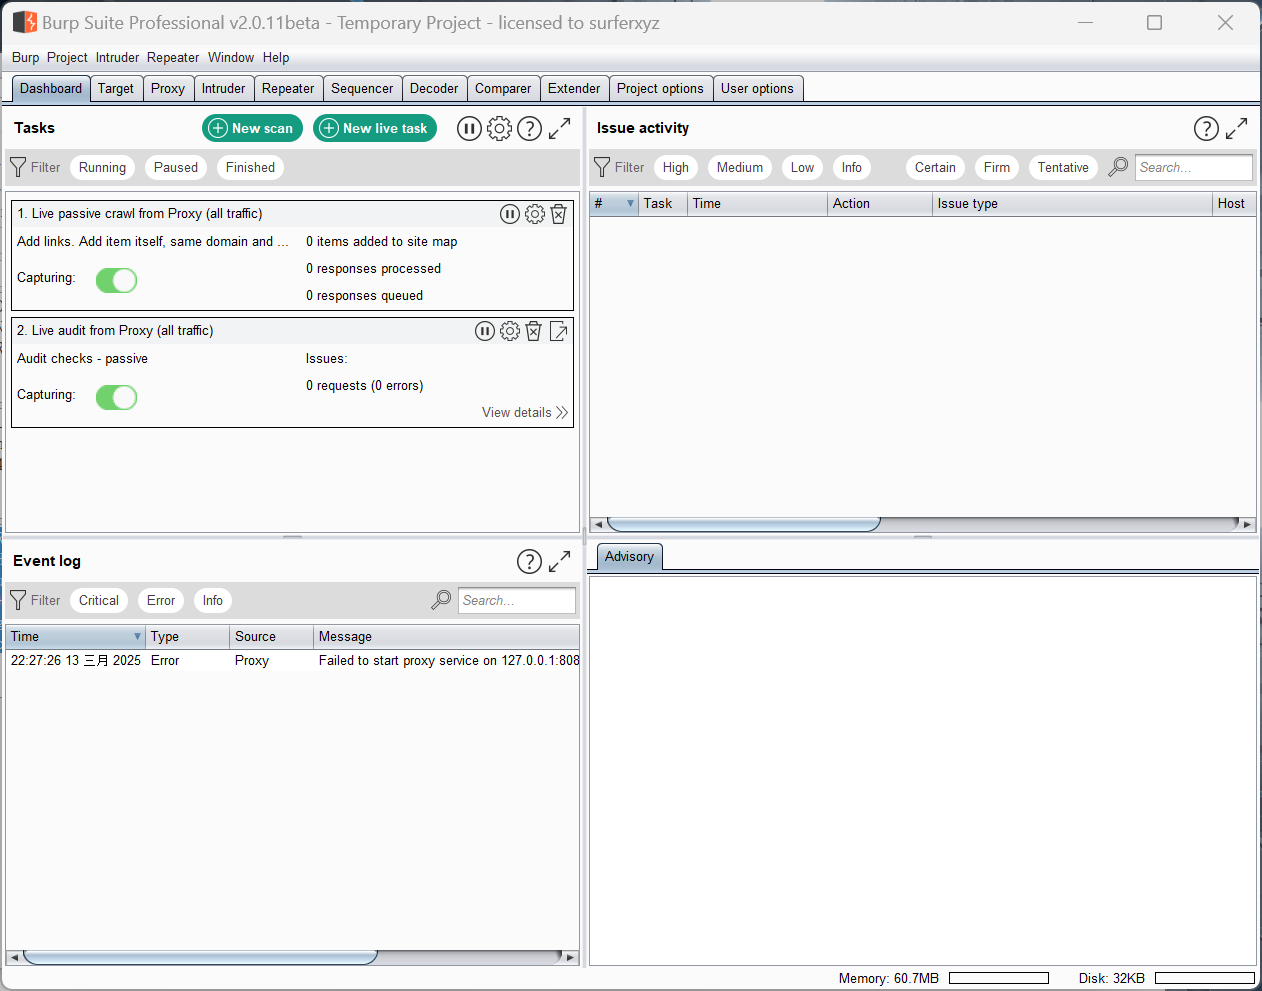 Burp Suite Professional v2.0.11beta - Temporary Project - licensed to surferxyz
Burp Project Intruder Repeater Window Help
Dashboard Target Proxy Intruder Repeater Sequencer Decoder Comparer Extender Project options User options
Tasks
New scan
New live task
Filter Running Paused Finished
1. Live passive crawl from Proxy (all traffic)
Add links. Add item itself, same domain and ...
0 items added to site map
Capturing:
0 responses processed
0 responses queued
2. Live audit from Proxy (all traffic)
Audit checks - passive
Issues:
Capturing:
0 requests (0 errors)
View details
Issue activity
Filter High Medium Low Info Certain Firm Tentative Search...
# Task Time Action Issue type Host
Event log
Filter Critical Error Info Search...
Time Type Source Message
22:27:26 13 三月 2025 Error Proxy Failed to start proxy service on 127.0.0.1:808
Advisory
Memory: 60.7MB Disk: 32KB